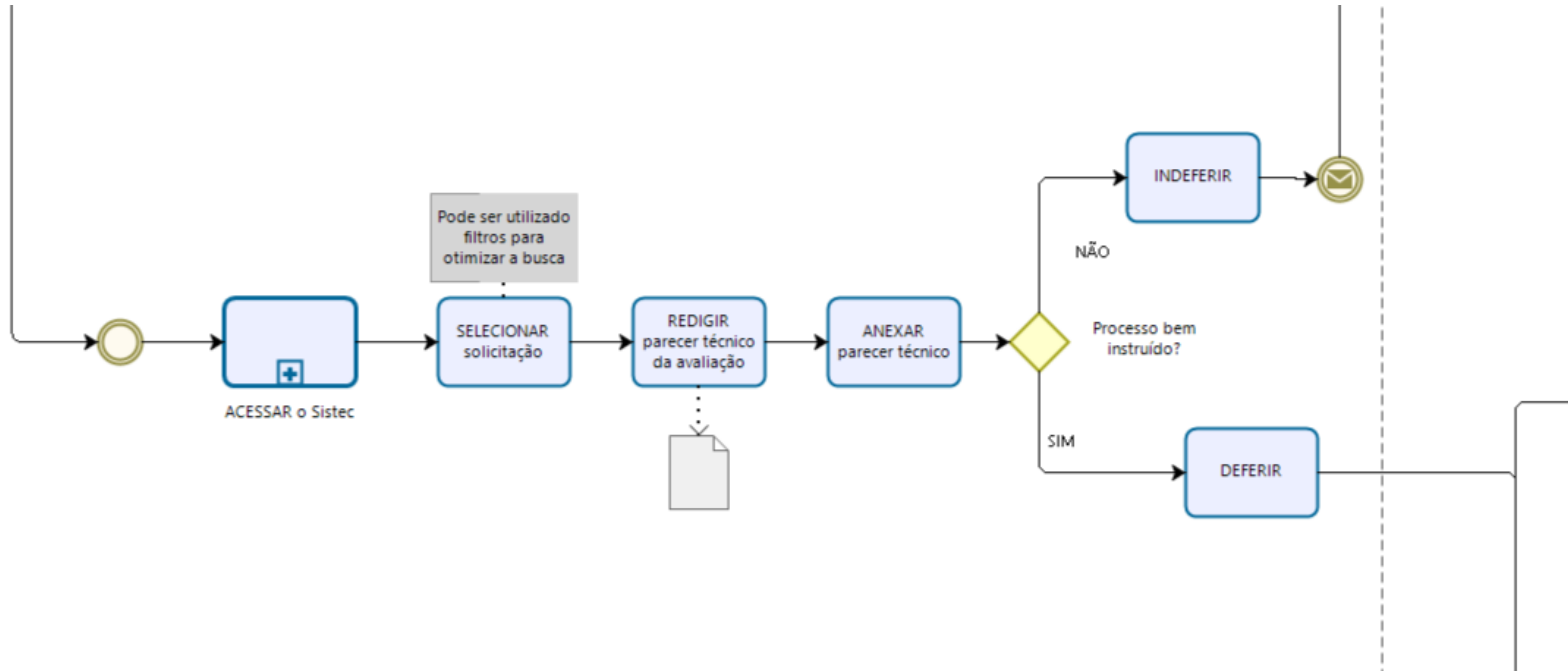 Pode ser utilizado
filtros para
otimizar a busca
ACESSAR o Sistec
SELECIONAR
solicitação
REDIGIR
parecer técnico
da avaliação
ANEXAR
parecer técnico
Processo bem
instruído?
NÃO
INDEFERIR
SIM
DEFERIR